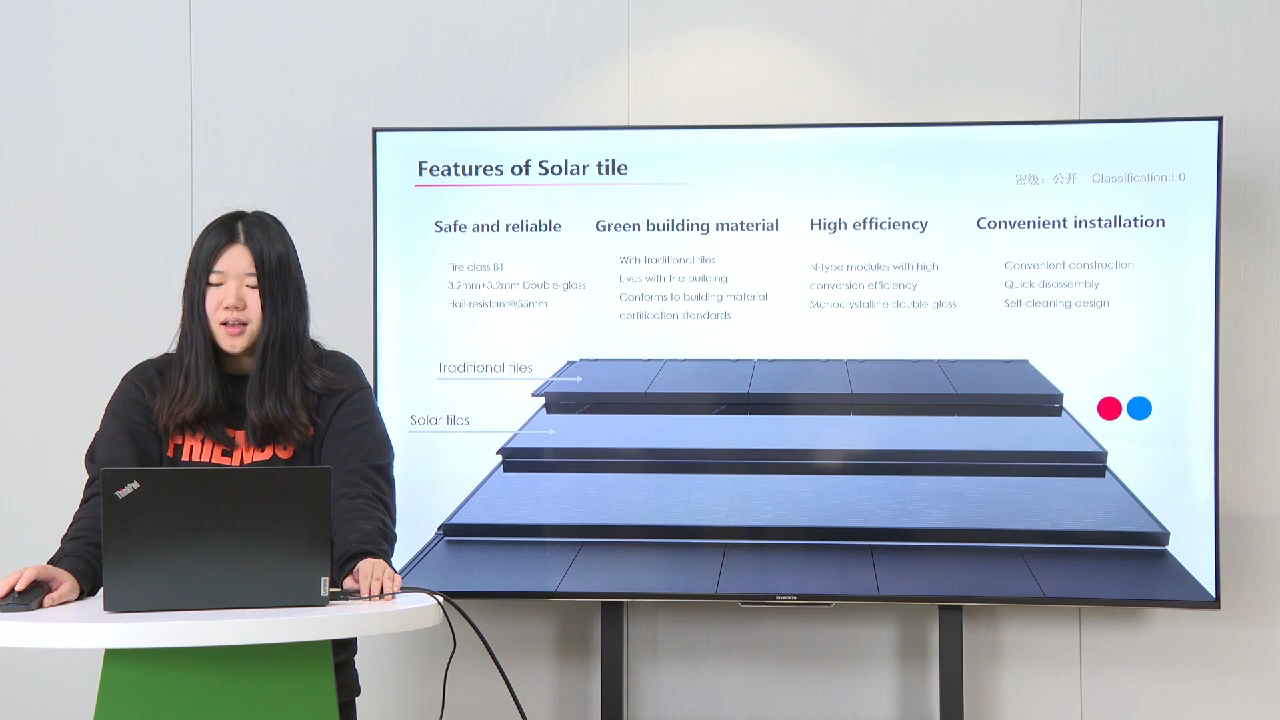 Features of Solar tile
密级：公开 Classification:L0
Safe and reliable
Fire class B1
3.2mm+3.2mm Double-glass
Hail-resistant@55mm
Green building material
With traditional tiles
Lives with the building
Conforms to building material
certification standards
High efficiency
N-type modules with high
conversion efficiency
Monocrystalline double-glass
Convenient installation
Convenient construction
Quick disassembly
Self-cleaning design
Traditional tiles
Solar tiles
FRIENDS
ThinkPad
Lenovo
SKYWORTH